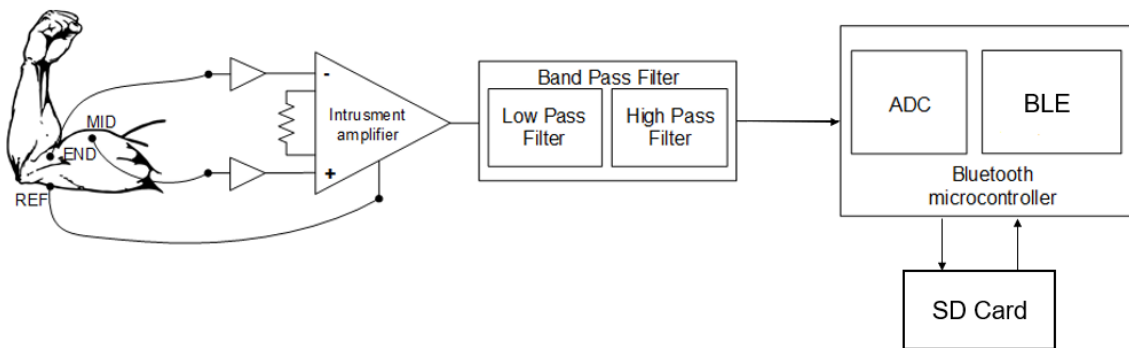 MID
END
REF
-
+
Intrusment
amplifier
Band Pass Filter
Low Pass
Filter
High Pass
Filter
ADC
BLE
Bluetooth
microcontroller
SD Card